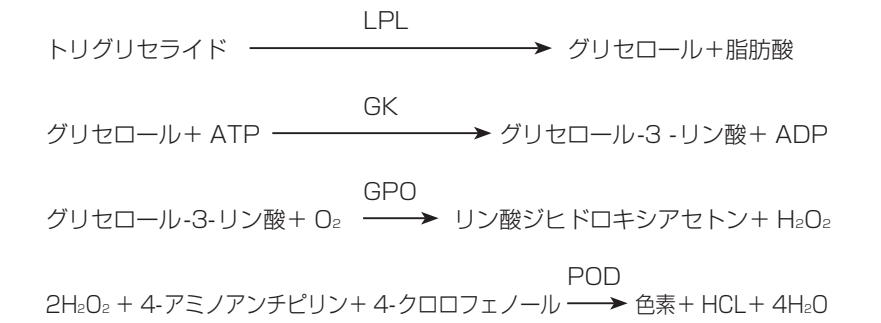 LPL
トリグリセライド ⟶ グリセロール＋脂肪酸
GK
グリセロール＋ ATP ⟶ グリセロール-3 -リン酸＋ ADP
GPO
グリセロール-3-リン酸＋ O₂ ⟶ リン酸ジヒドロキシアセトン＋ H₂O₂
POD
2H₂O₂ + 4-アミノアンチピリン＋ 4-クロロフェノール ⟶ 色素＋ HCL＋ 4H₂O